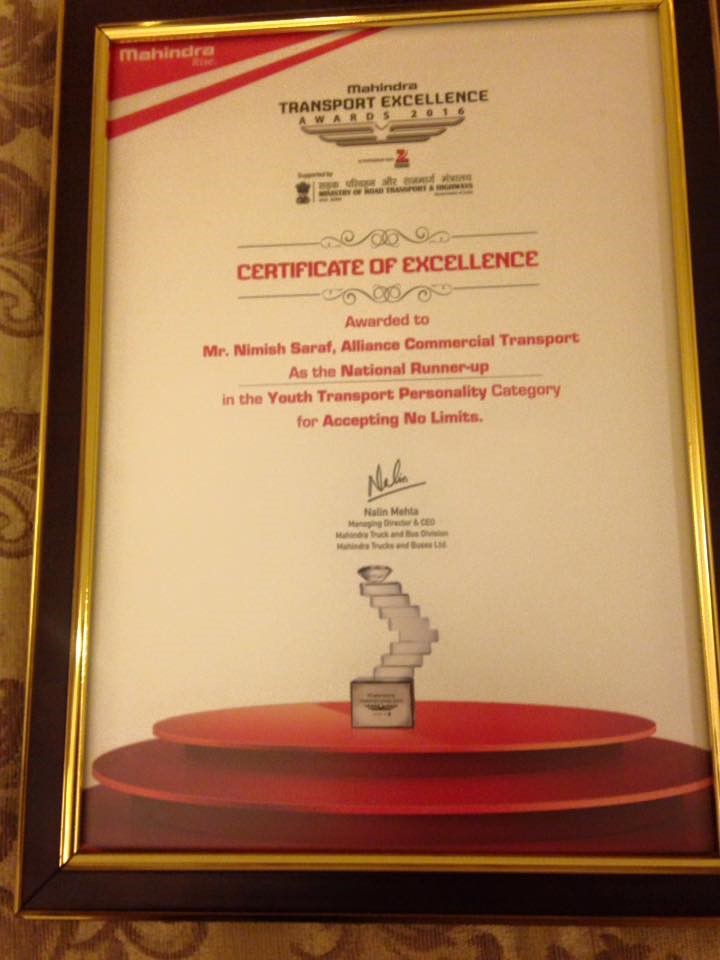 Mahindra
Rise.
Mahindra
TRANSPORT EXCELLENCE
AWARDS 2016
Supported by
सड़क परिवहन और राजमार्ग मंत्रालय
MINISTRY OF ROAD TRANSPORT & HIGHWAYS
CERTIFICATE OF EXCELLENCE
Awarded to
Mr. Nimish Saraf, Alliance Commercial Transport
As the National Runner-up
in the Youth Transport Personality Category
for Accepting No Limits.
Nalin
Nalin Mehta
Managing Director & CEO
Mahindra Truck and Bus Division
Mahindra Trucks and Buses Ltd.